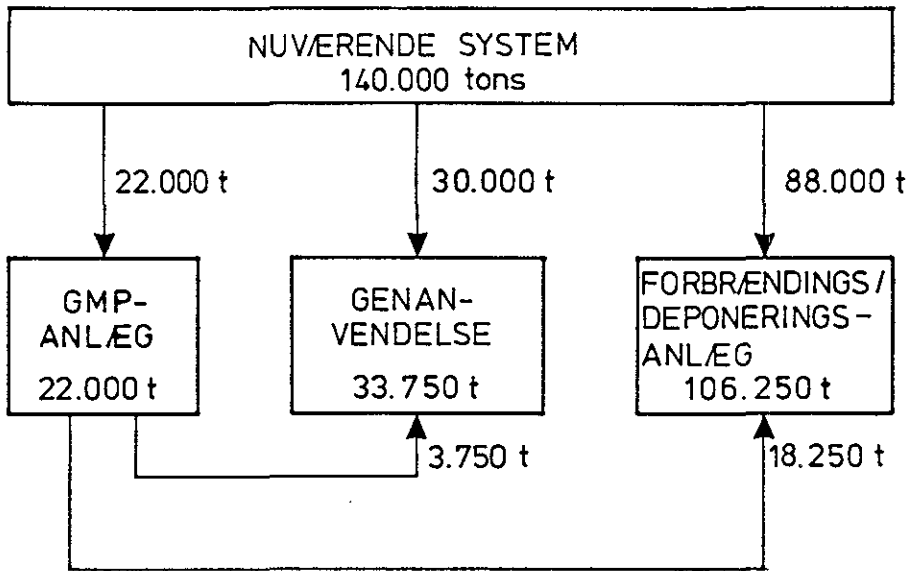 NUVÆRENDE SYSTEM
140.000 tons
22.000 t
30.000 t
88.000 t
GMP-
ANLÆG
22.000 t
GENAN-
VENDELSE
33.750 t
FORBRÆNDINGS/
DEPONERINGS-
ANLÆG
106.250 t
3.750 t
18.250 t